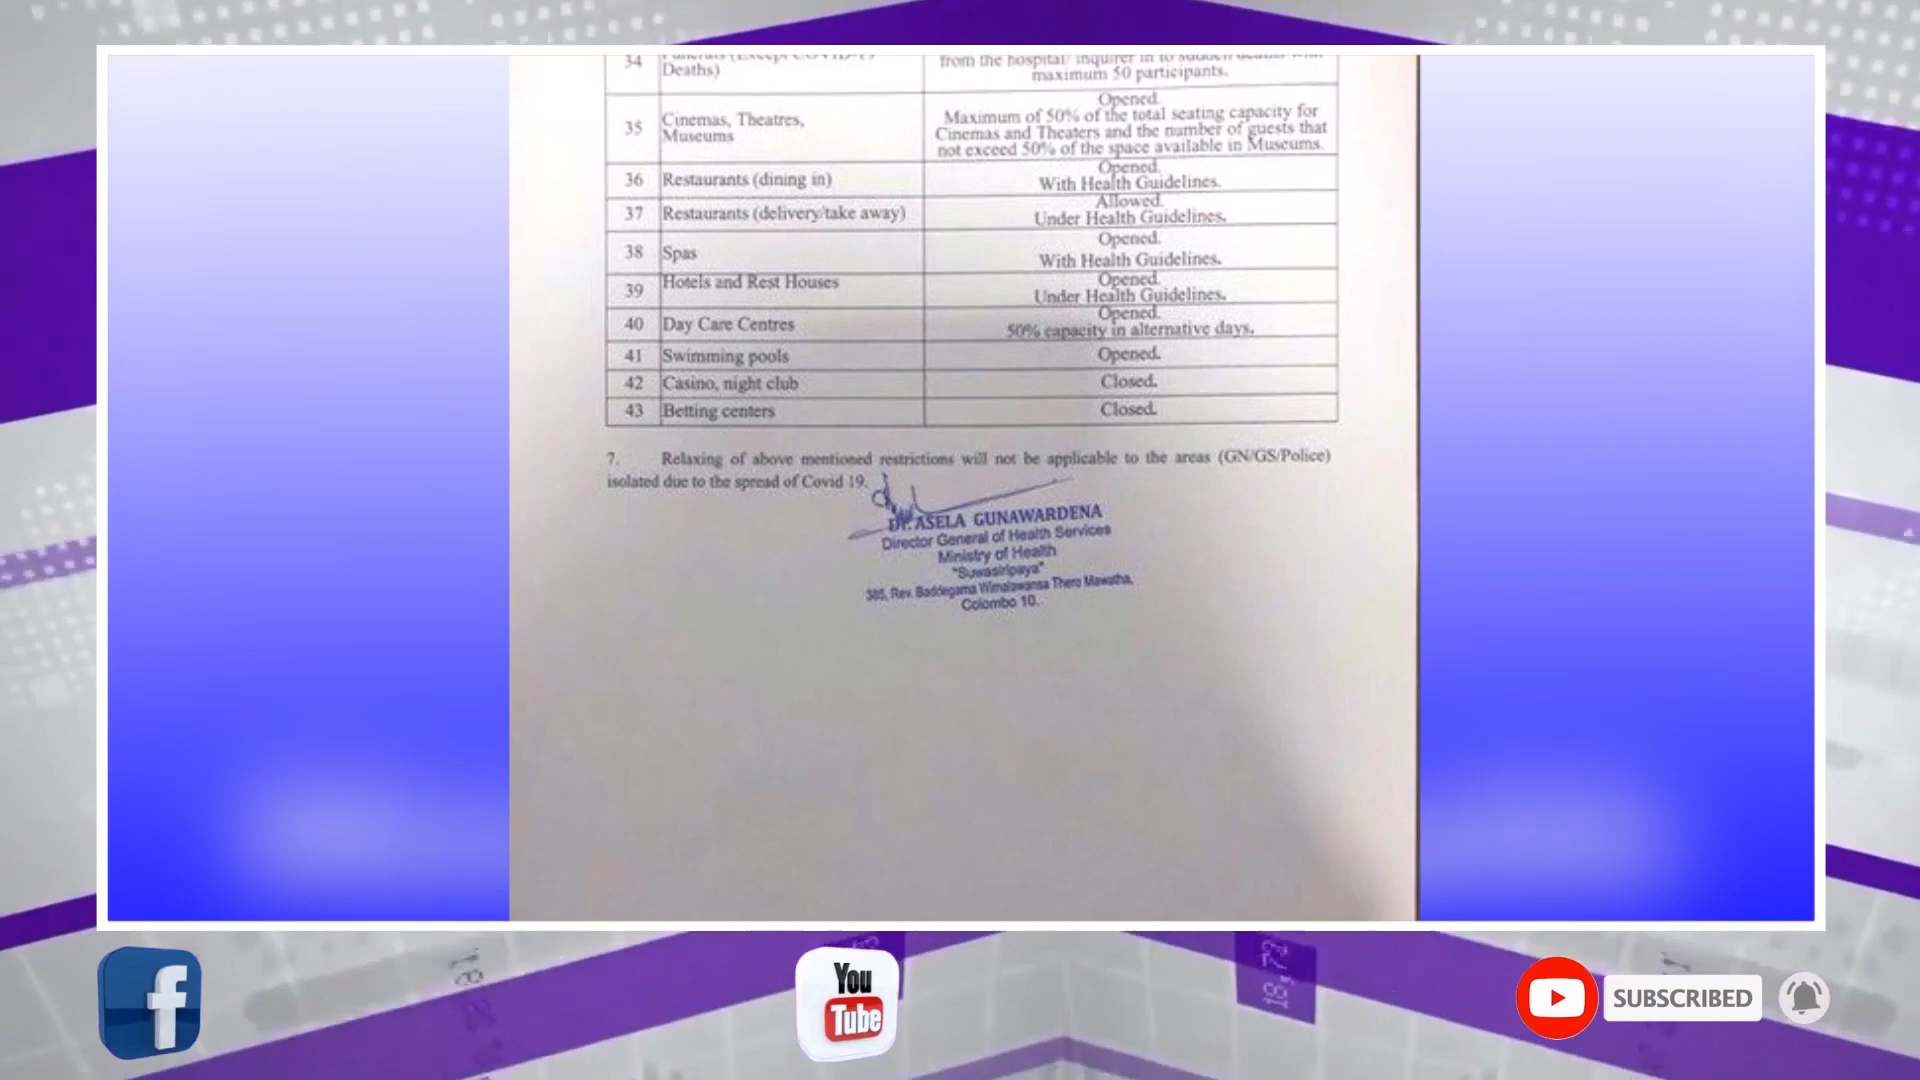 34
Deaths)
from the hospital/ inquirer in to sudden
maximum 50 participants.
35
Cinemas, Theatres,
Museums
Opened.
Maximum of 50% of the total seating capacity for
Cinemas and Theaters and the number of guests that
not exceed 50% of the space available in Museums.
36
Restaurants (dining in)
Opened.
With Health Guidelines.
37
Restaurants (delivery/take away)
Allowed.
Under Health Guidelines.
38
Spas
Opened.
With Health Guidelines.
39
Hotels and Rest Houses
Opened.
Under Health Guidelines.
40
Day Care Centres
Opened.
50% capacity in alternative days.
41
Swimming pools
Opened.
42
Casino, night club
Closed.
43
Betting centers
Closed.
7. Relaxing of above mentioned restrictions will not be applicable to the areas (GN/GS/Police)
isolated due to the spread of Covid 19.
Dr. ASELA GUNAWARDENA
Director General of Health Services
Ministry of Health
"Suwasiripaya"
385, Rev. Baddegama Wimalawansa Thero Mawatha,
Colombo 10.
f
You
Tube
18,73
SUBSCRIBED